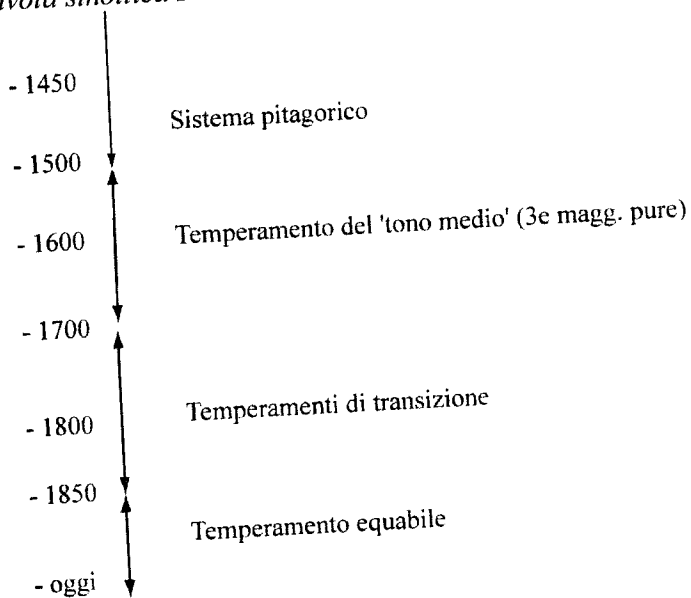 - 1450
Sistema pitagorico
- 1500
Temperamento del 'tono medio' (3e magg. pure)
- 1600
- 1700
Temperamenti di transizione
- 1800
- 1850
Temperamento equabile
- oggi